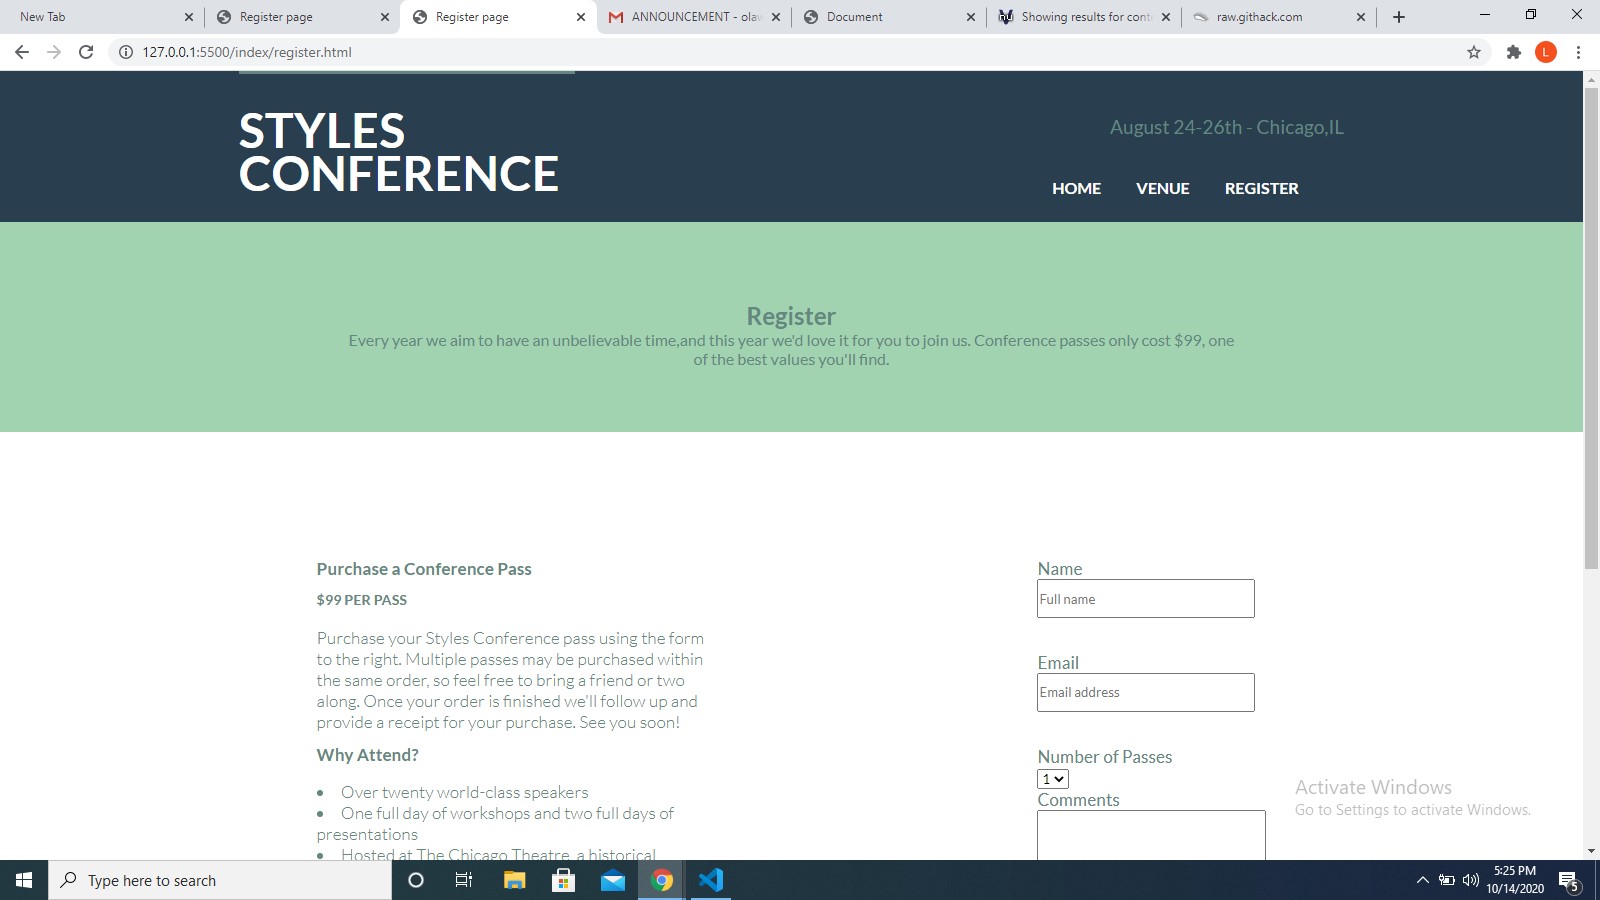 New Tab
Register page
Register page
ANNOUNCEMENT - olaw
Document
Showing results for conte
raw.githack.com
127.0.0.1:5500/index/register.html
L
STYLES
CONFERENCE
August 24-26th - Chicago,IL
HOME VENUE REGISTER
Register
Every year we aim to have an unbelievable time,and this year we'd love it for you to join us. Conference passes only cost $99, one
of the best values you'll find.
Purchase a Conference Pass
$99 PER PASS
Purchase your Styles Conference pass using the form
to the right. Multiple passes may be purchased within
the same order, so feel free to bring a friend or two
along. Once your order is finished we'll follow up and
provide a receipt for your purchase. See you soon!
Why Attend?
• Over twenty world-class speakers
• One full day of workshops and two full days of
presentations
• Hosted at The Chicago Theatre, a historical
Name
Full name
Email
Email address
Number of Passes
1
Comments
Activate Windows
Go to Settings to activate Windows.
Type here to search
5:25 PM
10/14/2020
5